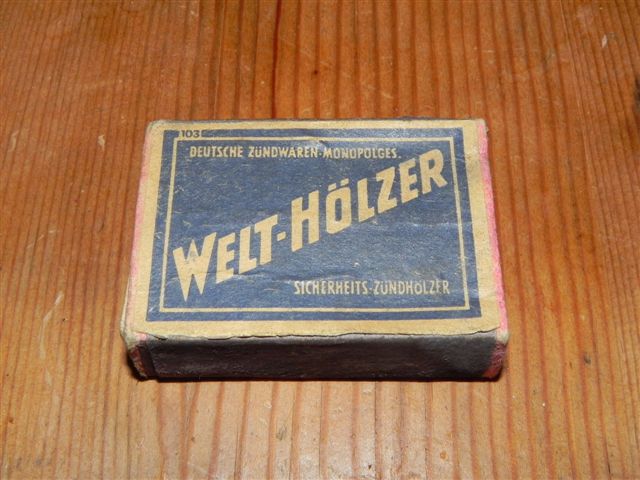 103
DEUTSCHE ZÜNDWAREN-MONOPOLGES.
WELT-HÖLZER
SICHERHEITS-ZÜNDHÖLZER